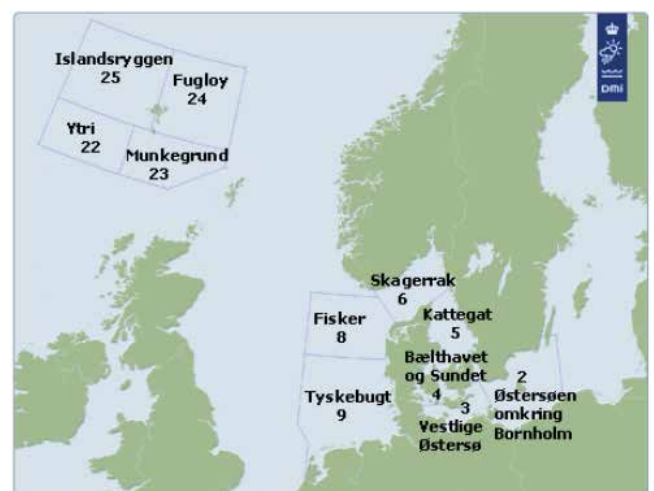 DMI
Islandsryggen
25
Fugloy
24
Ytri
22
Munkegrund
23
Skagerrak
6
Fisker
8
Kattegat
5
Bælthavet
og Sundet
4
2
3
Tyskebugt
9
Østersøen
omkring
Bornholm
Vestlige
Østersø